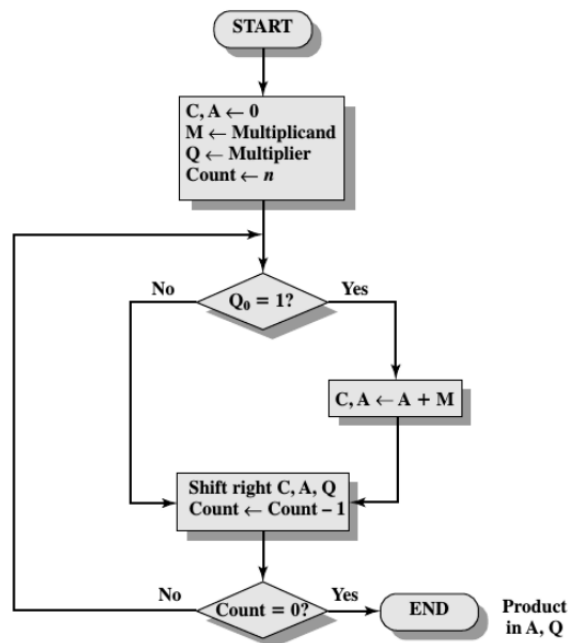 START
C, A ← 0
M ← Multiplicand
Q ← Multiplier
Count ← n
No
Q₀ = 1?
Yes
C, A ← A + M
Shift right C, A, Q
Count ← Count – 1
No
Count = 0?
Yes
END
Product
in A, Q